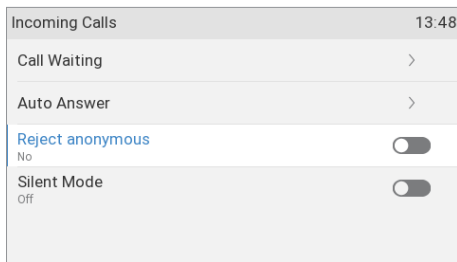 Incoming Calls 13:48
Call Waiting
Auto Answer
Reject anonymous
No
Silent Mode
Off